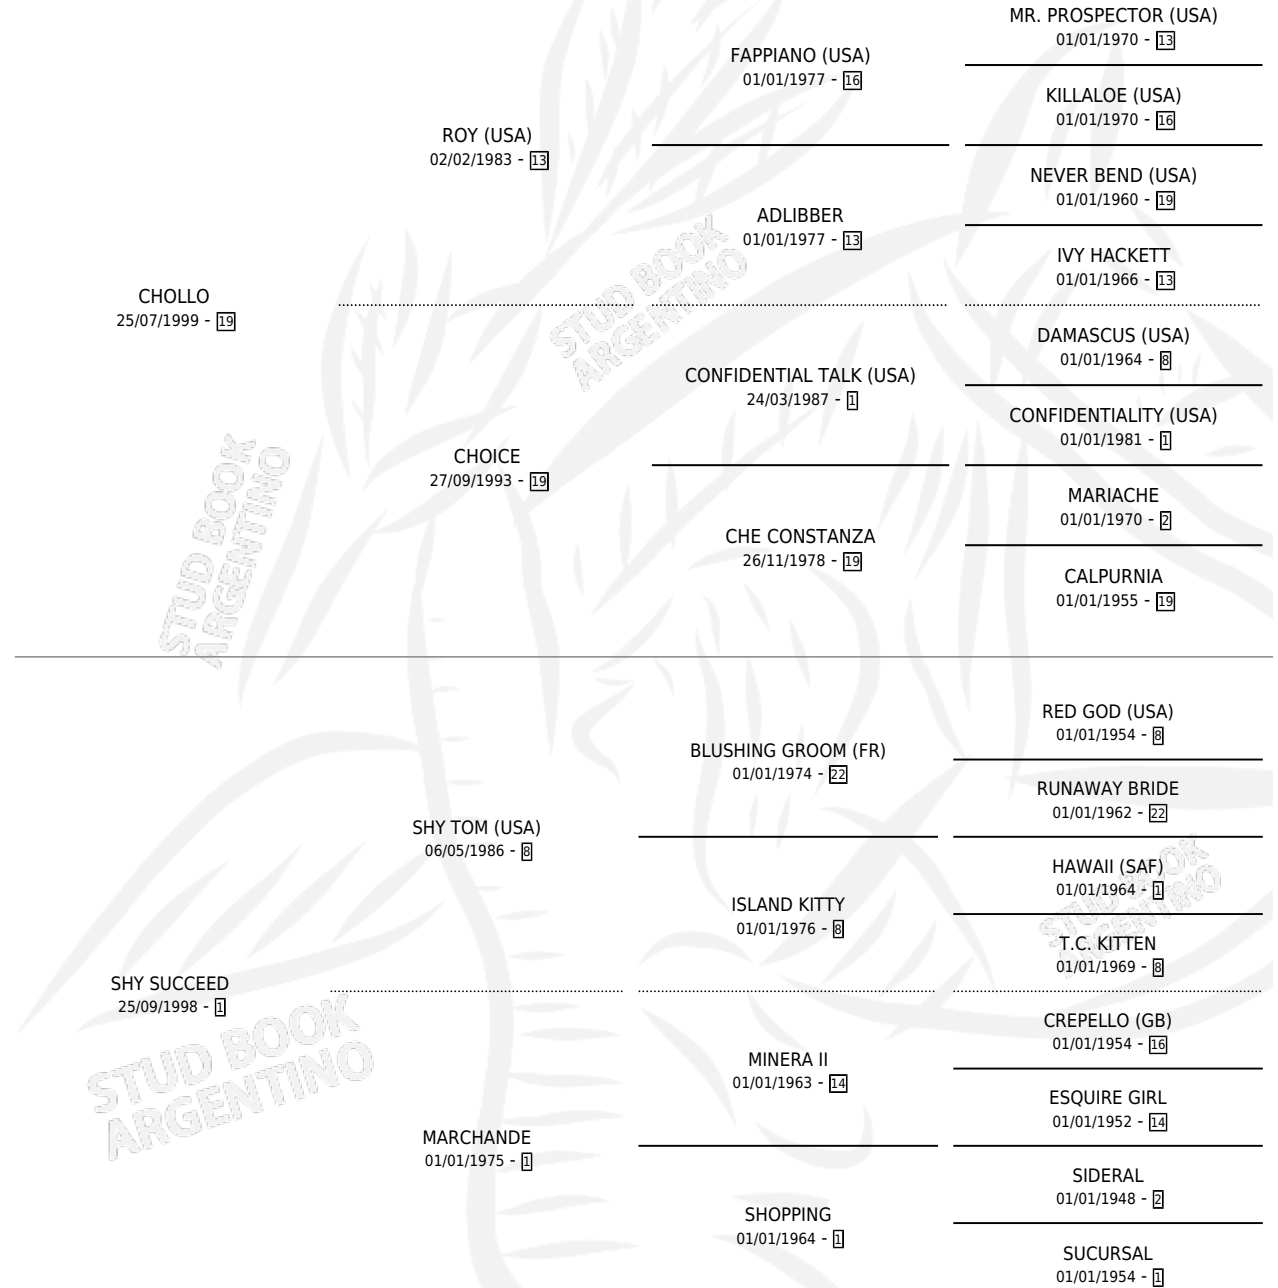 MR. PROSPECTOR (USA)
01/01/1970 - 13
FAPPIANO (USA)
01/01/1977 - 16
KILLALOE (USA)
01/01/1970 - 16
ROY (USA)
02/02/1983 - 13
NEVER BEND (USA)
01/01/1960 - 19
ADLIBBER
01/01/1977 - 13
IVY HACKETT
01/01/1966 - 13
CHOLLO
25/07/1999 - 19
DAMASCUS (USA)
01/01/1964 - 8
CONFIDENTIAL TALK (USA)
24/03/1987 - 1
CONFIDENTIALITY (USA)
01/01/1981 - 1
CHOICE
27/09/1993 - 19
MARIACHE
01/01/1970 - 2
CHE CONSTANZA
26/11/1978 - 19
CALPURNIA
01/01/1955 - 19
RED GOD (USA)
01/01/1954 - 8
BLUSHING GROOM (FR)
01/01/1974 - 22
RUNAWAY BRIDE
01/01/1962 - 22
SHY TOM (USA)
06/05/1986 - 8
HAWAII (SAF)
01/01/1964 - 1
ISLAND KITTY
01/01/1976 - 8
T.C. KITTEN
01/01/1969 - 8
SHY SUCCEED
25/09/1998 - 1
CREPELLO (GB)
01/01/1954 - 16
MINERA II
01/01/1963 - 14
ESQUIRE GIRL
01/01/1952 - 14
MARCHANDE
01/01/1975 - 1
SIDERAL
01/01/1948 - 2
SHOPPING
01/01/1964 - 1
SUCURSAL
01/01/1954 - 1
STUD BOOK
ARGENTINO
STUD BOOK
ARGENTINO
STUD BOOK
ARGENTINO
STUD BOOK
ARGENTINO